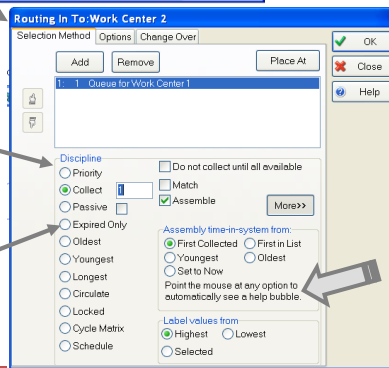 Routing In To:Work Center 2
Selection Method Options Change Over
OK
Close
Help
Add Remove Place At
1: 1 Queue for Work Center 1
Discipline
Priority
Collect 1
Passive
Expired Only
Oldest
Youngest
Longest
Circulate
Locked
Cycle Matrix
Schedule
Do not collect until all available
Match
Assemble
More>>
Assembly time-in-system from:
First Collected First in List
Youngest Oldest
Set to Now
Point the mouse at any option to
automatically see a help bubble.
Label values from
Highest Lowest
Selected